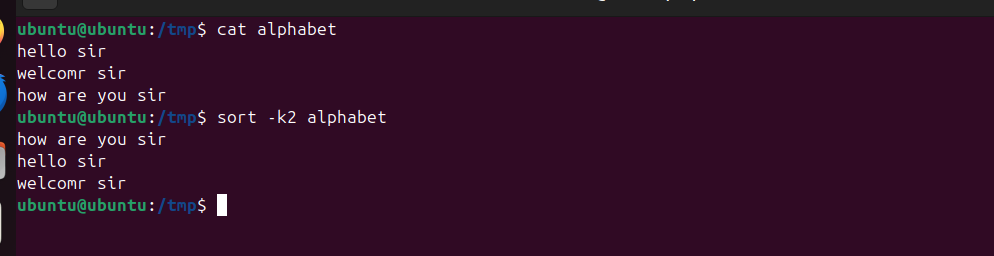 ubuntu@ubuntu:/tmp$ cat alphabet
hello sir
welcomr sir
how are you sir
ubuntu@ubuntu:/tmp$ sort -k2 alphabet
how are you sir
hello sir
welcomr sir
ubuntu@ubuntu:/tmp$